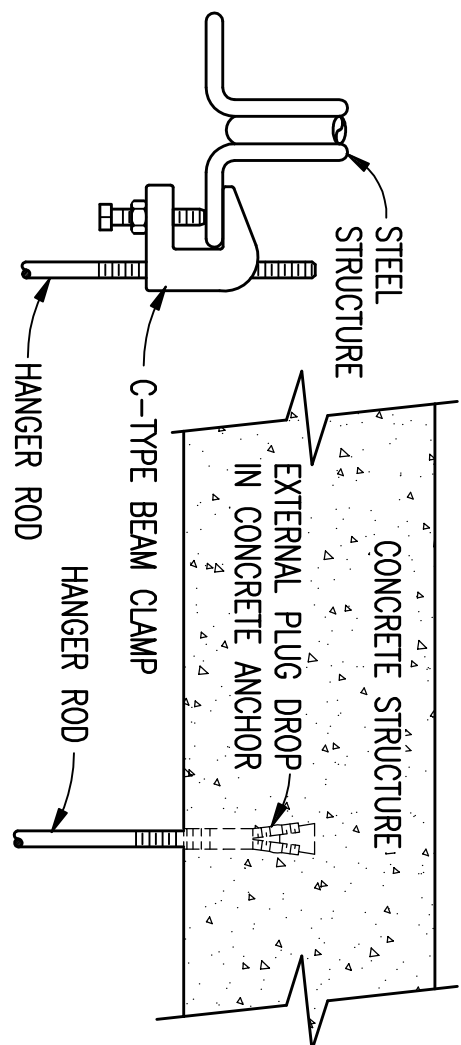 STEEL
STRUCTURE
C-TYPE BEAM CLAMP
HANGER ROD
CONCRETE STRUCTURE
EXTERNAL PLUG DROP
IN CONCRETE ANCHOR
HANGER ROD